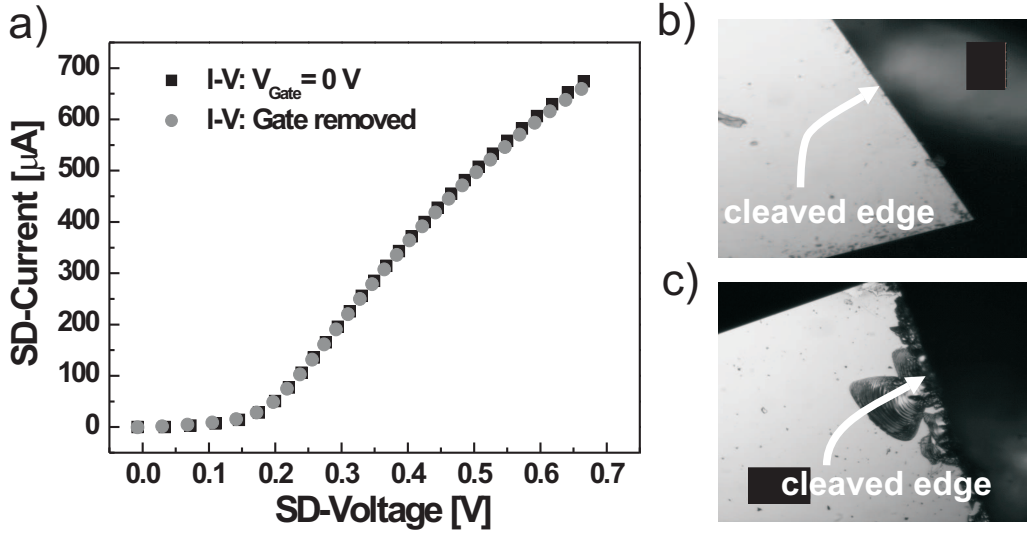 a)
SD-Current [μA]
700
600
500
400
300
200
100
0
I-V: V_Gate = 0 V
I-V: Gate removed
0.0 0.1 0.2 0.3 0.4 0.5 0.6 0.7
SD-Voltage [V]
b)
cleaved edge
c)
cleaved edge